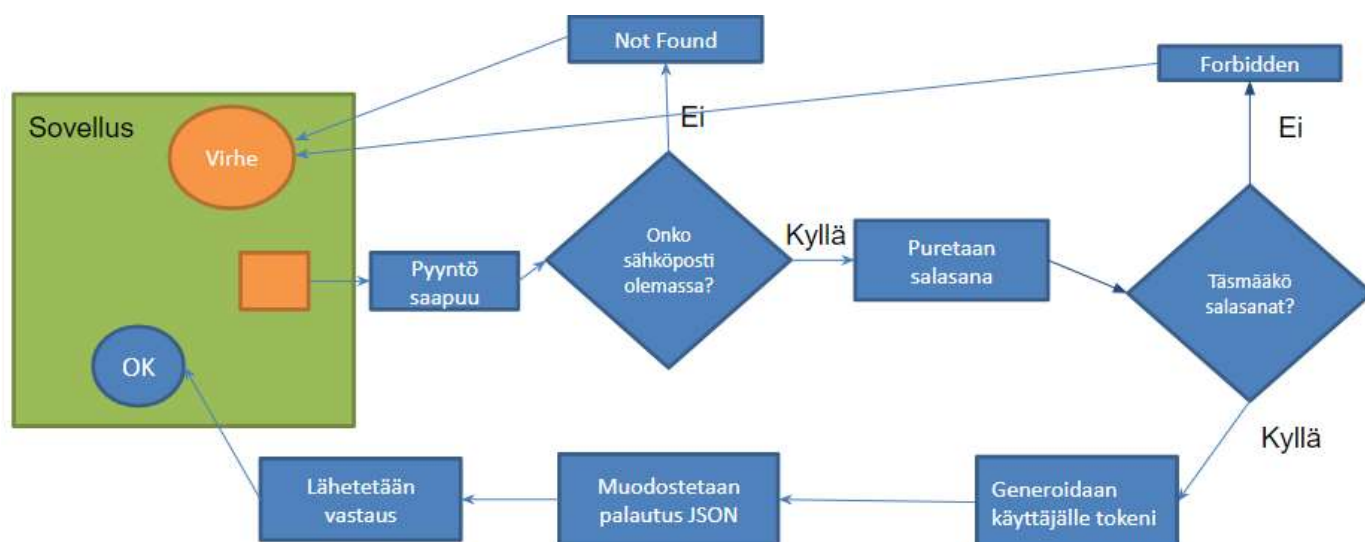 Not Found
Forbidden
Sovellus
Virhe
Ei
Ei
Pyyntö
saapuu
Onko
sähköposti
olemassa?
Kyllä
Puretaan
salasana
Täsmääkö
salasanat?
OK
Kyllä
Lähetetään
vastaus
Muodostetaan
palautus JSON
Generoidaan
käyttäjälle tokeni